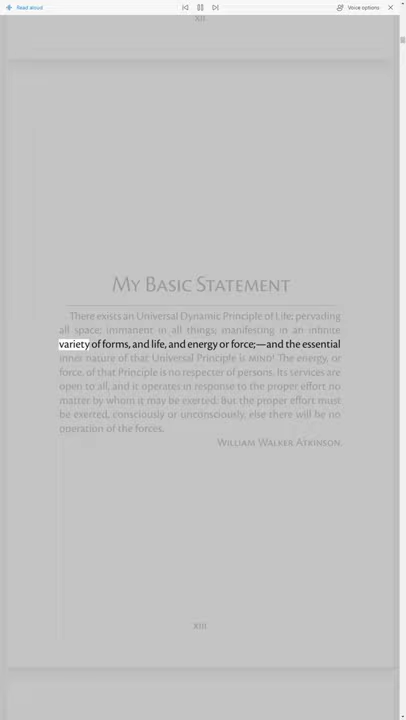 Read aloud
Voice options
XII
My Basic Statement
There exists an Universal Dynamic Principle of Life; pervading
all space; immanent in all things; manifesting in an infinite
variety of forms, and life, and energy or force;—and the essential
inner nature of that Universal Principle is MIND! The energy, or
force, of that Principle is no respecter of persons. Its services are
open to all, and it operates in response to the proper effort no
matter by whom it may be exerted. But the proper effort must
be exerted, consciously or unconsciously, else there will be no
operation of the forces.
William Walker Atkinson.
XIII